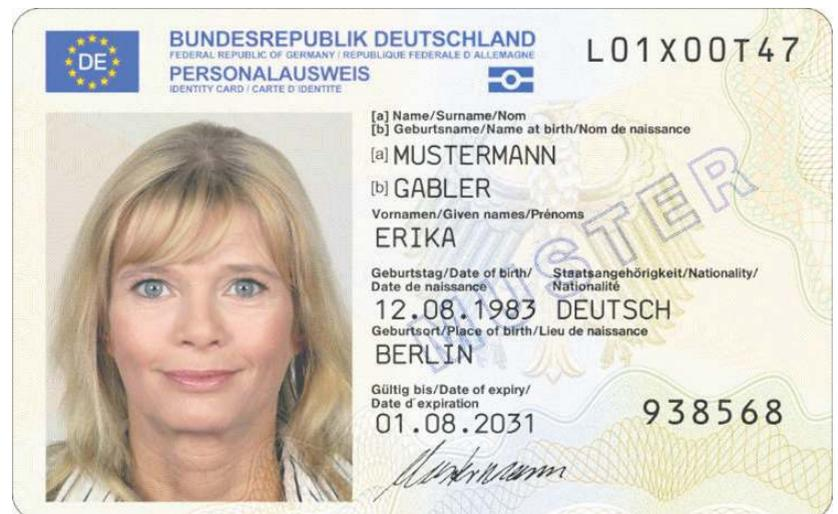 DE
BUNDESREPUBLIK DEUTSCHLAND
FEDERAL REPUBLIC OF GERMANY / RÉPUBLIQUE FEDERALE D'ALLEMAGNE
PERSONALAUSWEIS
IDENTITY CARD / CARTE D'IDENTITE
L01X00T47
[a] Name/Surname/Nom
[b] Geburtsname/Name at birth/Nom de naissance
[a] MUSTERMANN
[b] GABLER
Vornamen/Given names/Prénoms
ERIKA
Geburtstag/Date of birth/ Staatsangehörigkeit/Nationality/
Date de naissance Nationalité
12.08.1983 DEUTSCH
Geburtsort/Place of birth/Lieu de naissance
BERLIN
Gültig bis/Date of expiry/
Date d'expiration
01.08.2031
938568
Mustermann
MUSTER